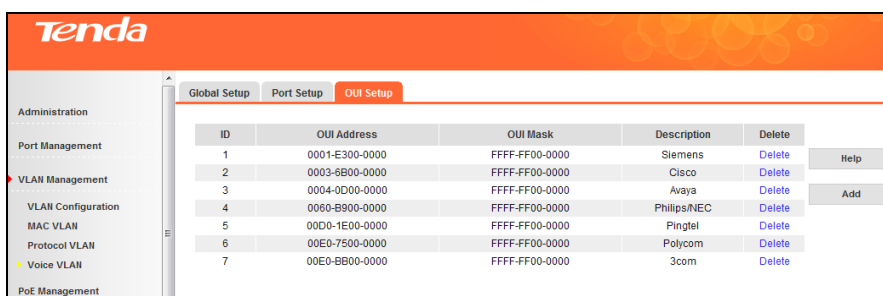 Tenda
Global Setup Port Setup OUI Setup
Administration
Port Management
VLAN Management
VLAN Configuration
MAC VLAN
Protocol VLAN
Voice VLAN
PoE Management
ID OUI Address OUI Mask Description Delete
1 0001-E300-0000 FFFF-FF00-0000 Siemens Delete
2 0003-6B00-0000 FFFF-FF00-0000 Cisco Delete
3 0004-0D00-0000 FFFF-FF00-0000 Avaya Delete
4 0060-B900-0000 FFFF-FF00-0000 Philips/NEC Delete
5 00D0-1E00-0000 FFFF-FF00-0000 Pingtel Delete
6 00E0-7500-0000 FFFF-FF00-0000 Polycom Delete
7 00E0-BB00-0000 FFFF-FF00-0000 3com Delete
Help
Add